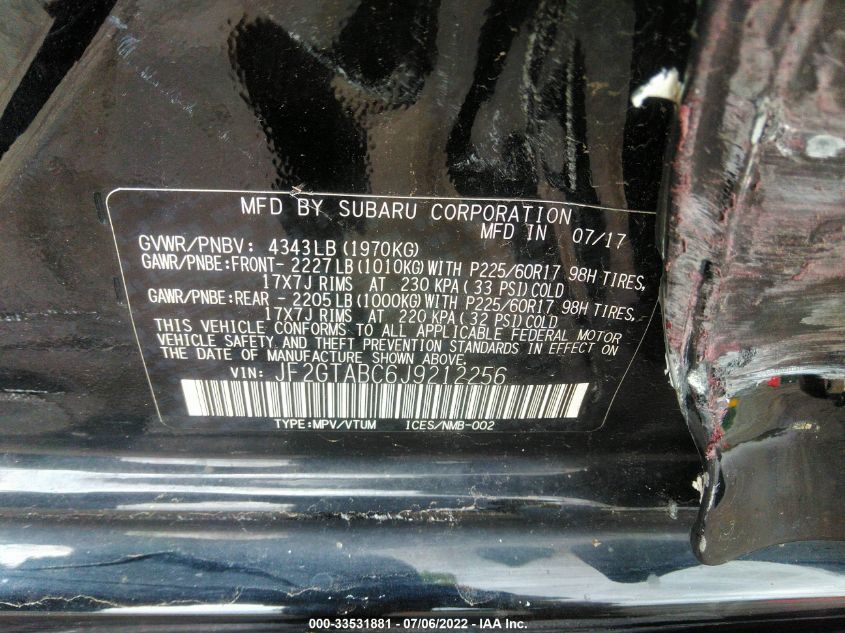 MFD BY SUBARU CORPORATION
MFD IN 07/17
GVWR/PNBV: 4343LB (1970KG)
GAWR/PNBE:FRONT- 2227LB (1010KG) WITH P225/60R17 98H TIRES,
17X7J RIMS AT 230 KPA (33 PSI) COLD
GAWR/PNBE:REAR - 2205LB (1000KG) WITH P225/60R17 98H TIRES,
17X7J RIMS AT 220 KPA (32 PSI) COLD
THIS VEHICLE CONFORMS TO ALL APPLICABLE FEDERAL MOTOR
VEHICLE SAFETY, AND THEFT PREVENTION STANDARDS IN EFFECT ON
THE DATE OF MANUFACTURE SHOWN ABOVE.
VIN: JF2GTABC6J9212256
TYPE:MPV/VTUM ICES/NMB-002
000-33531881 - 07/06/2022 - IAA Inc.